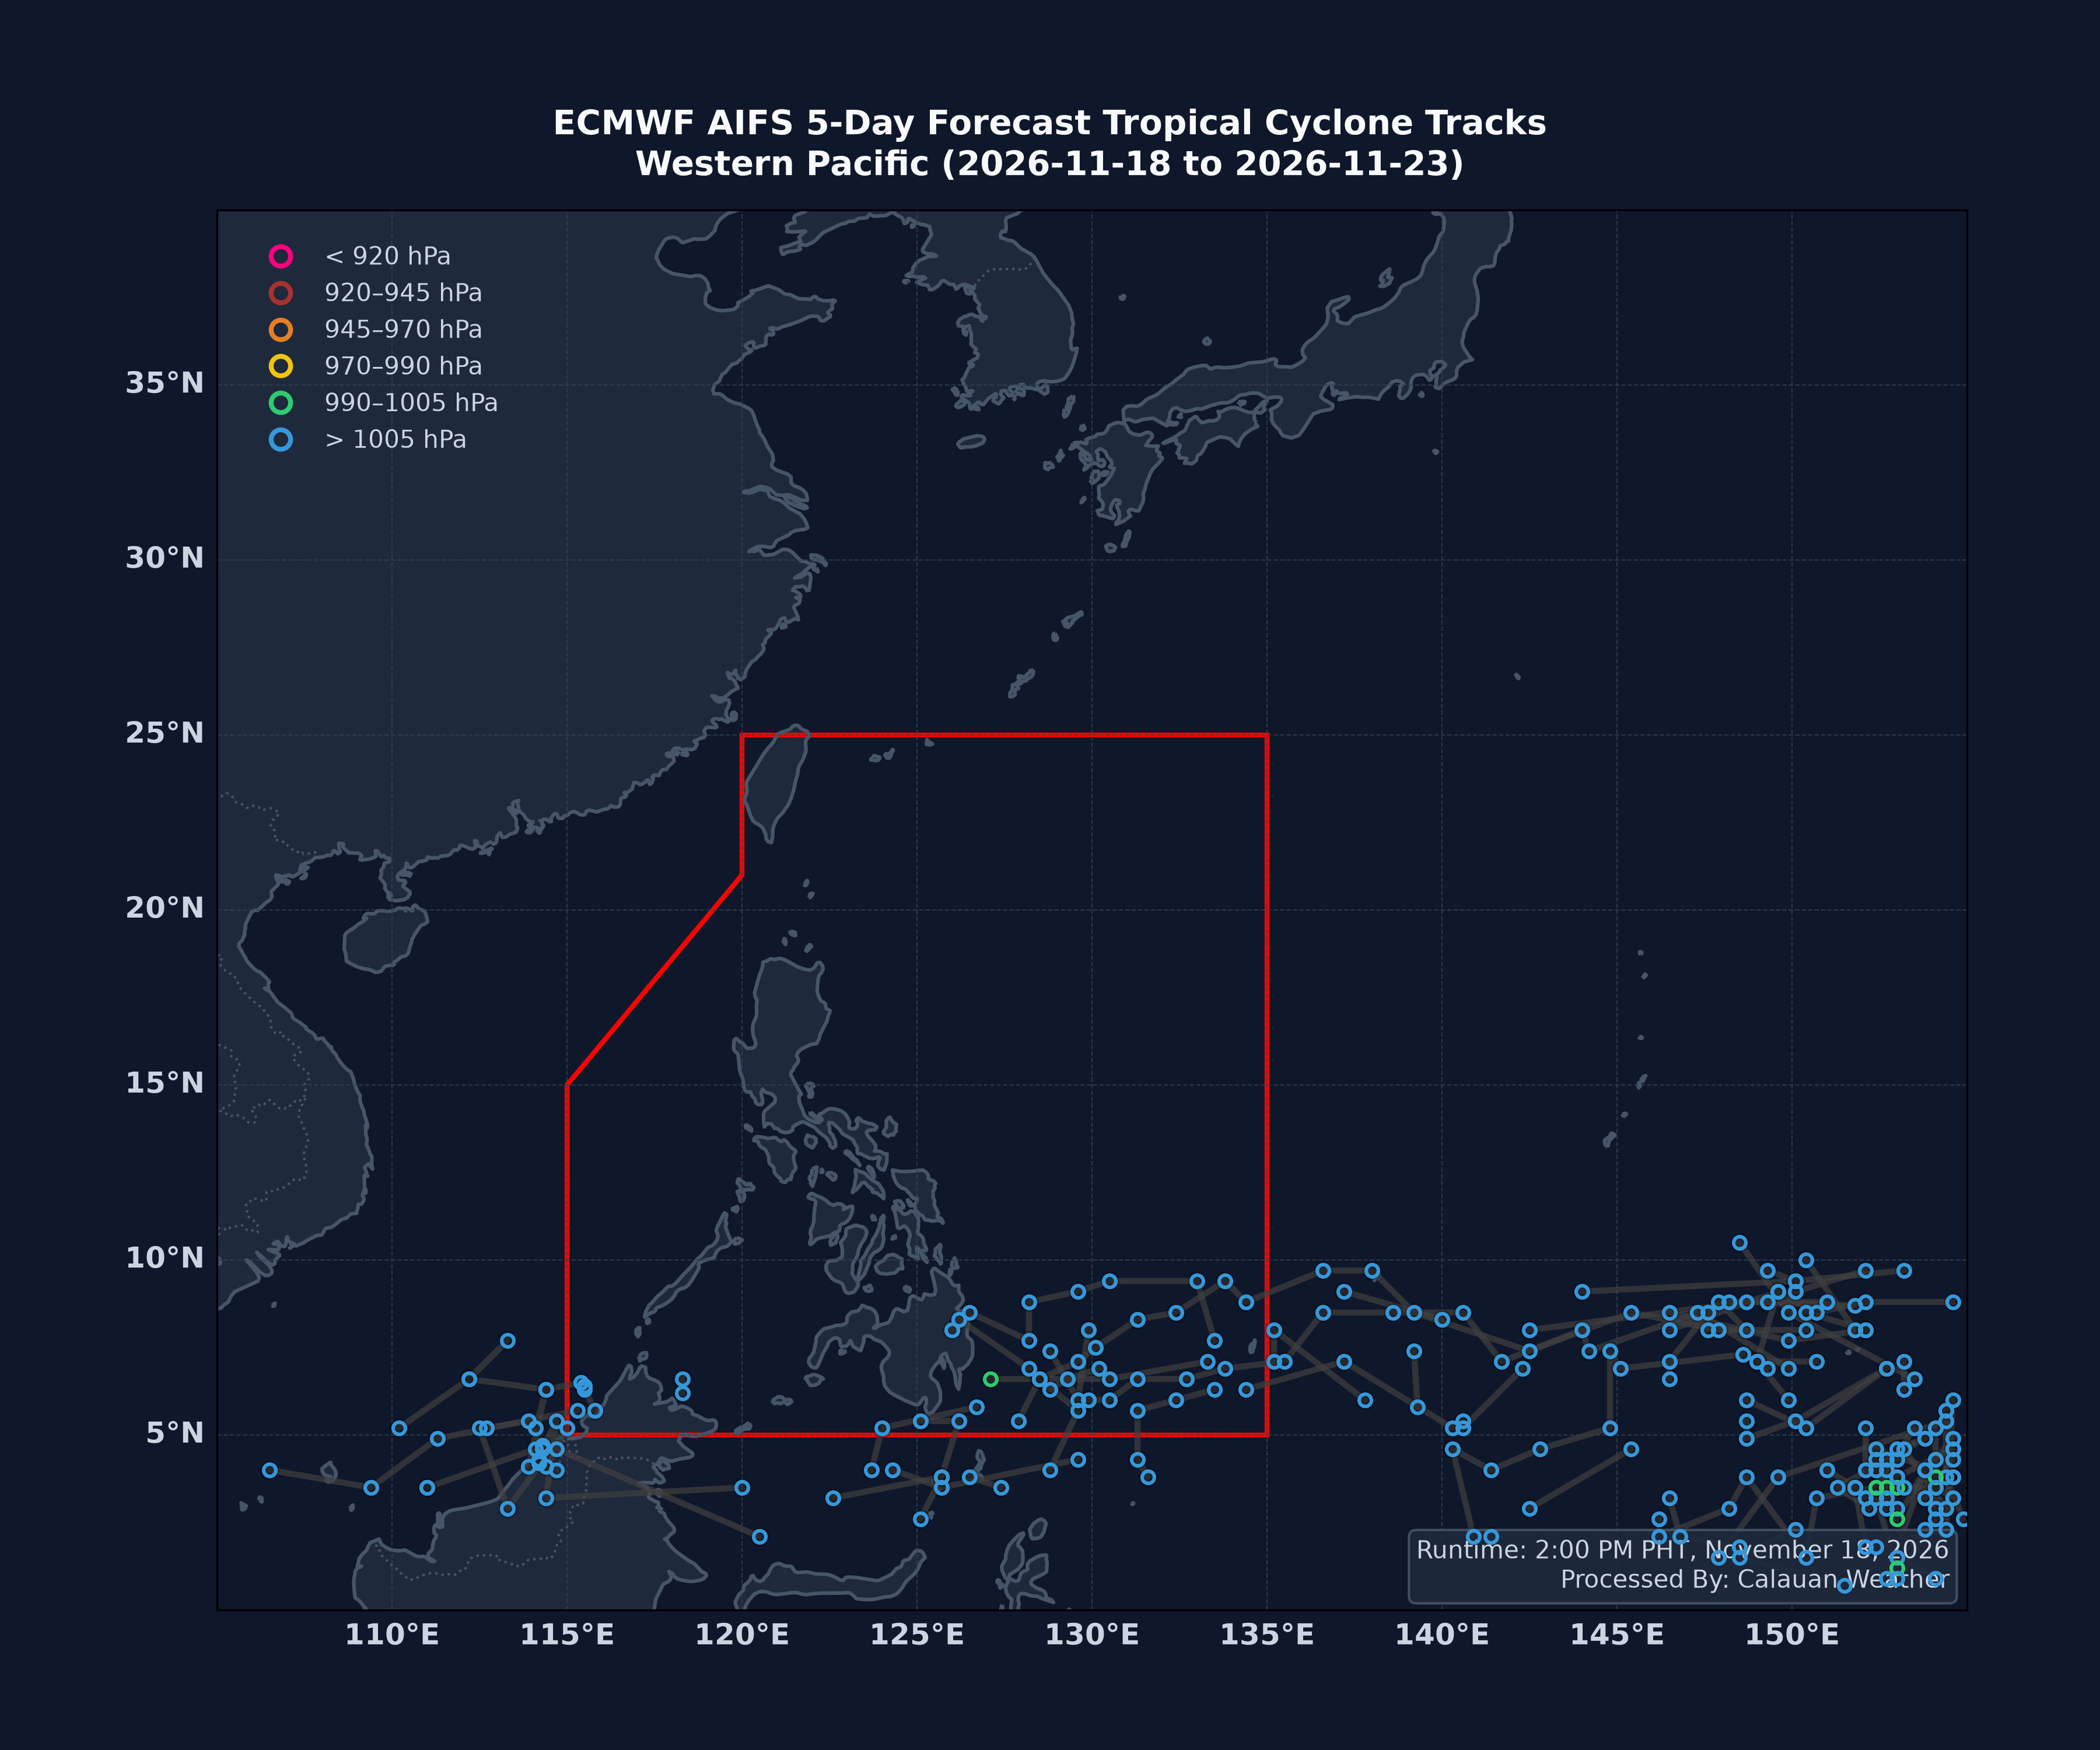 ECMWF AIFS 5-Day Forecast Tropical Cyclone Tracks
Western Pacific (2026-11-18 to 2026-11-23)
< 920 hPa
920–945 hPa
945–970 hPa
970–990 hPa
990–1005 hPa
> 1005 hPa
35°N
30°N
25°N
20°N
15°N
10°N
5°N
Runtime: 2:00 PM PHT, November 18, 2026
Processed By: Calauan Weather
110°E
115°E
120°E
125°E
130°E
135°E
140°E
145°E
150°E